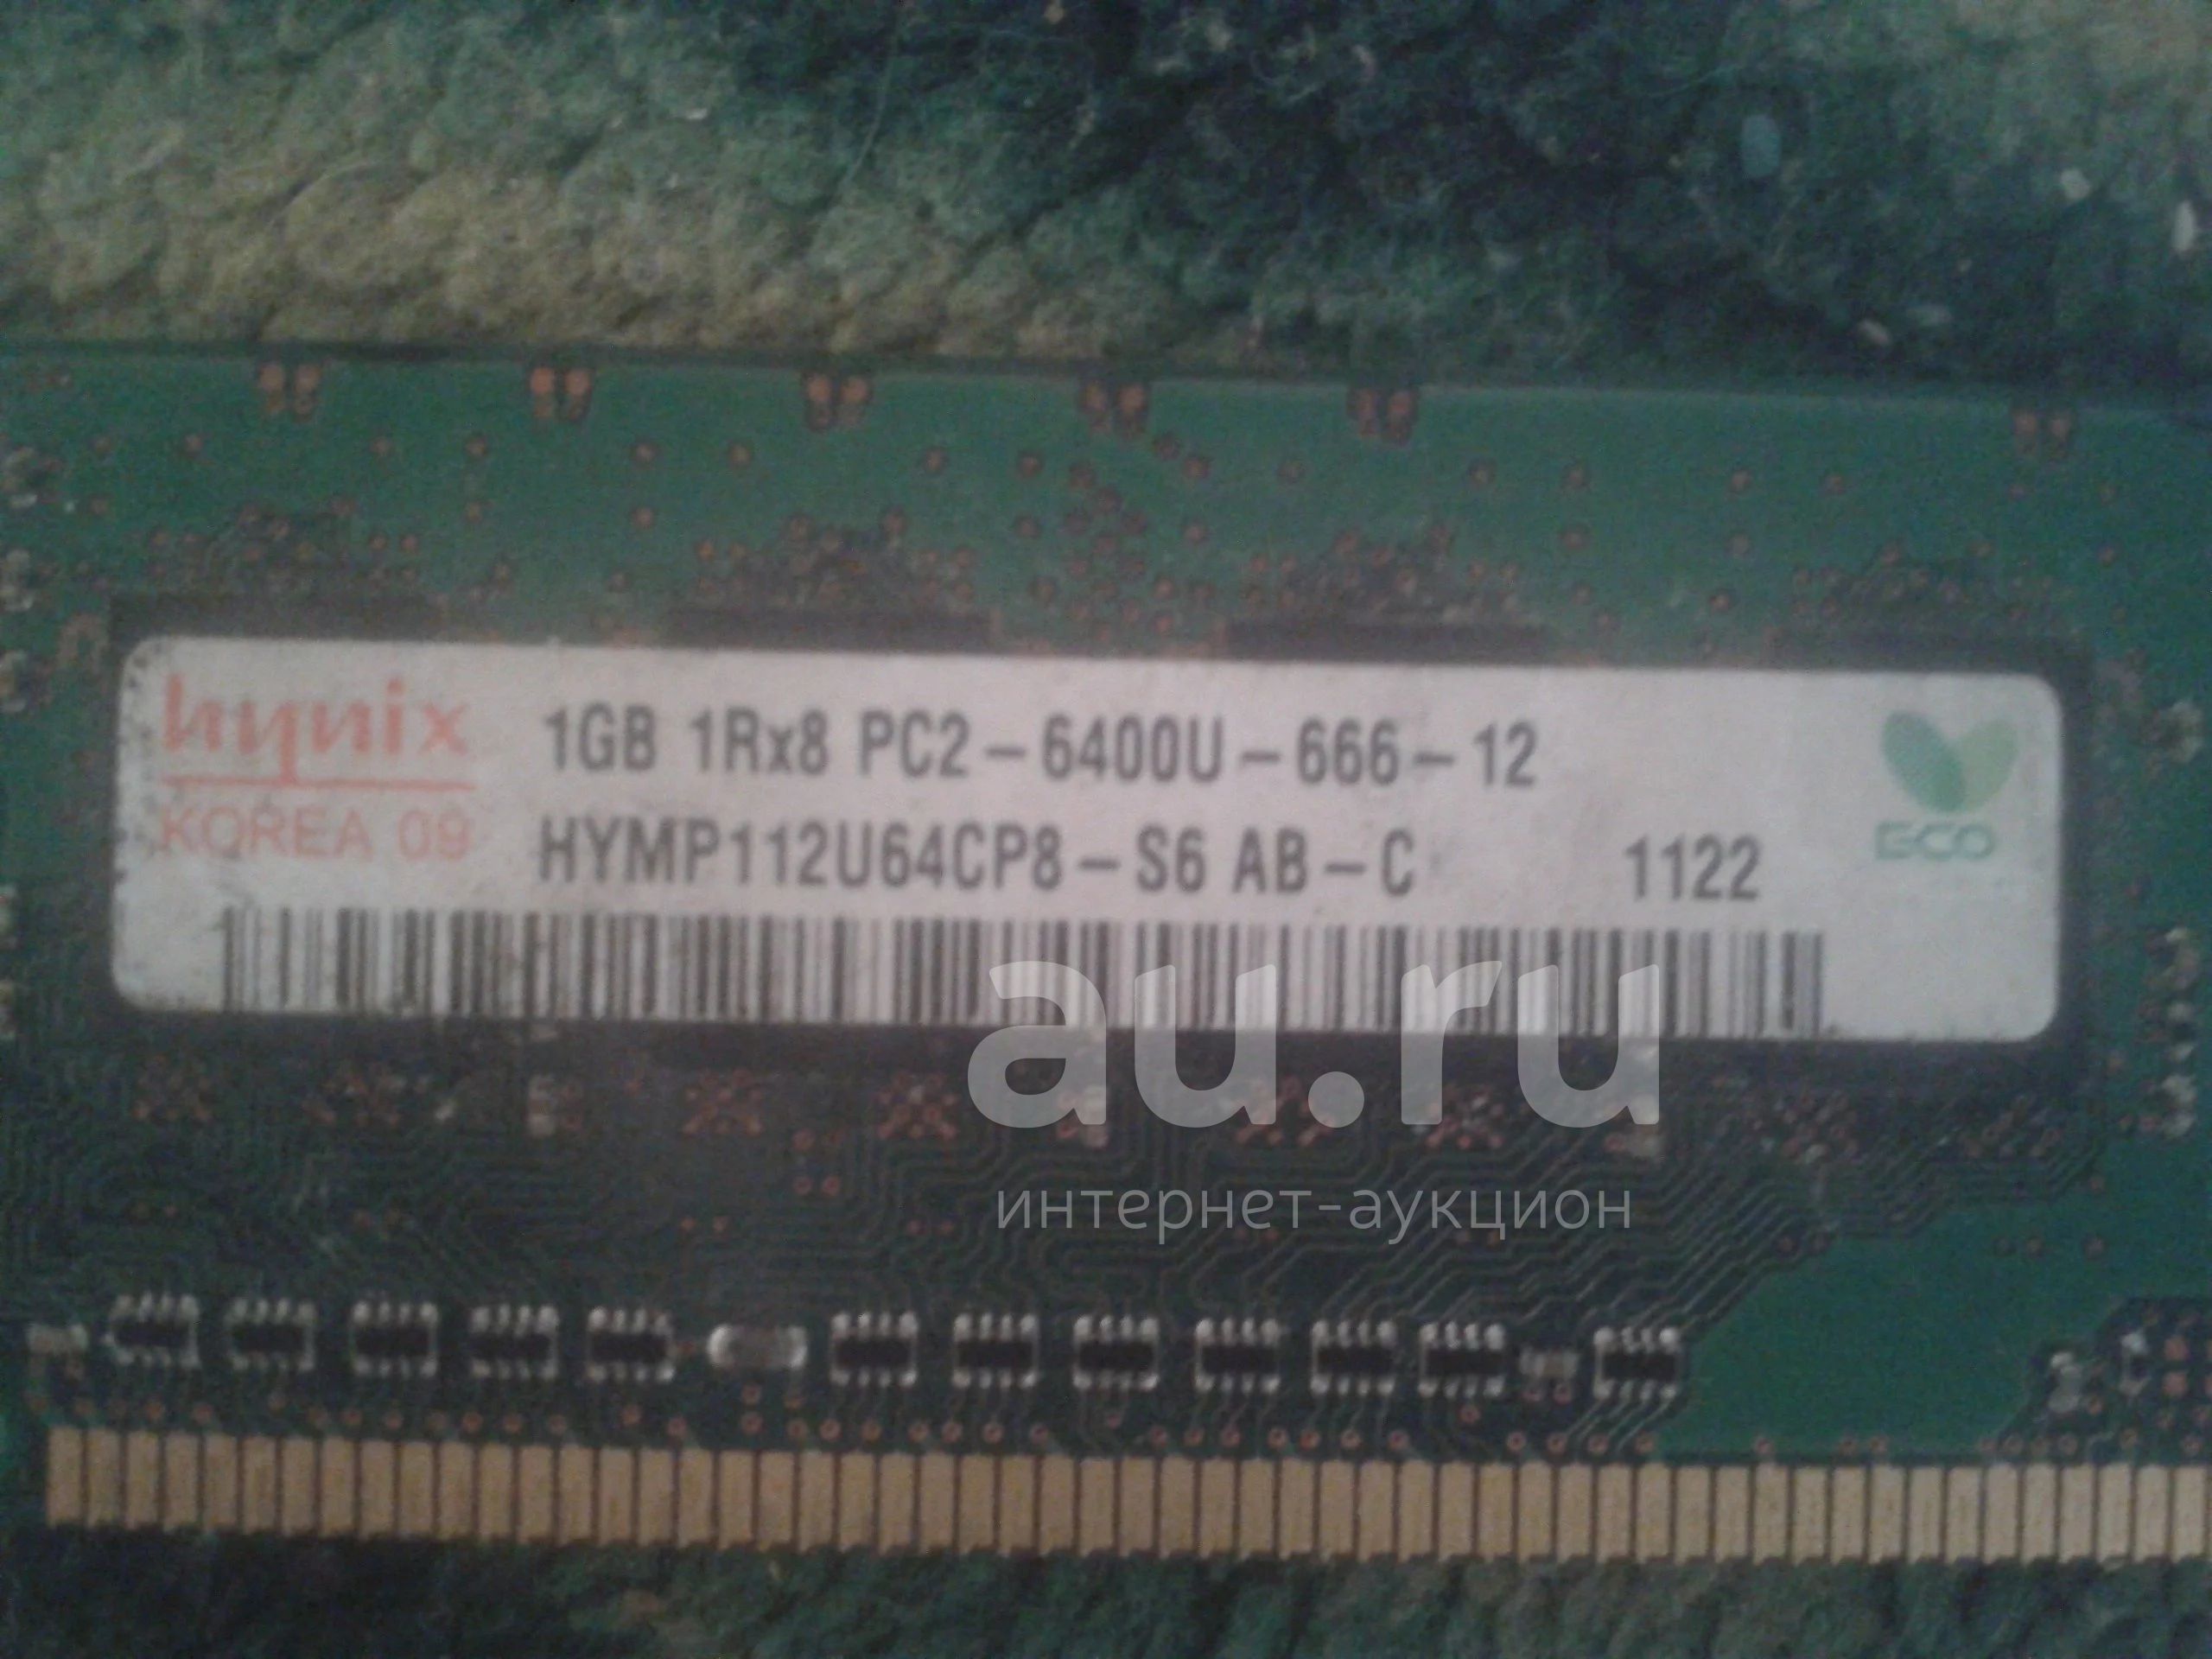 hynix
KOREA 09
1GB 1Rx8 PC2-6400U-666-12
HYMP112U64CP8-S6 AB-C 1122
ECO
au.ru
интернет-аукцион